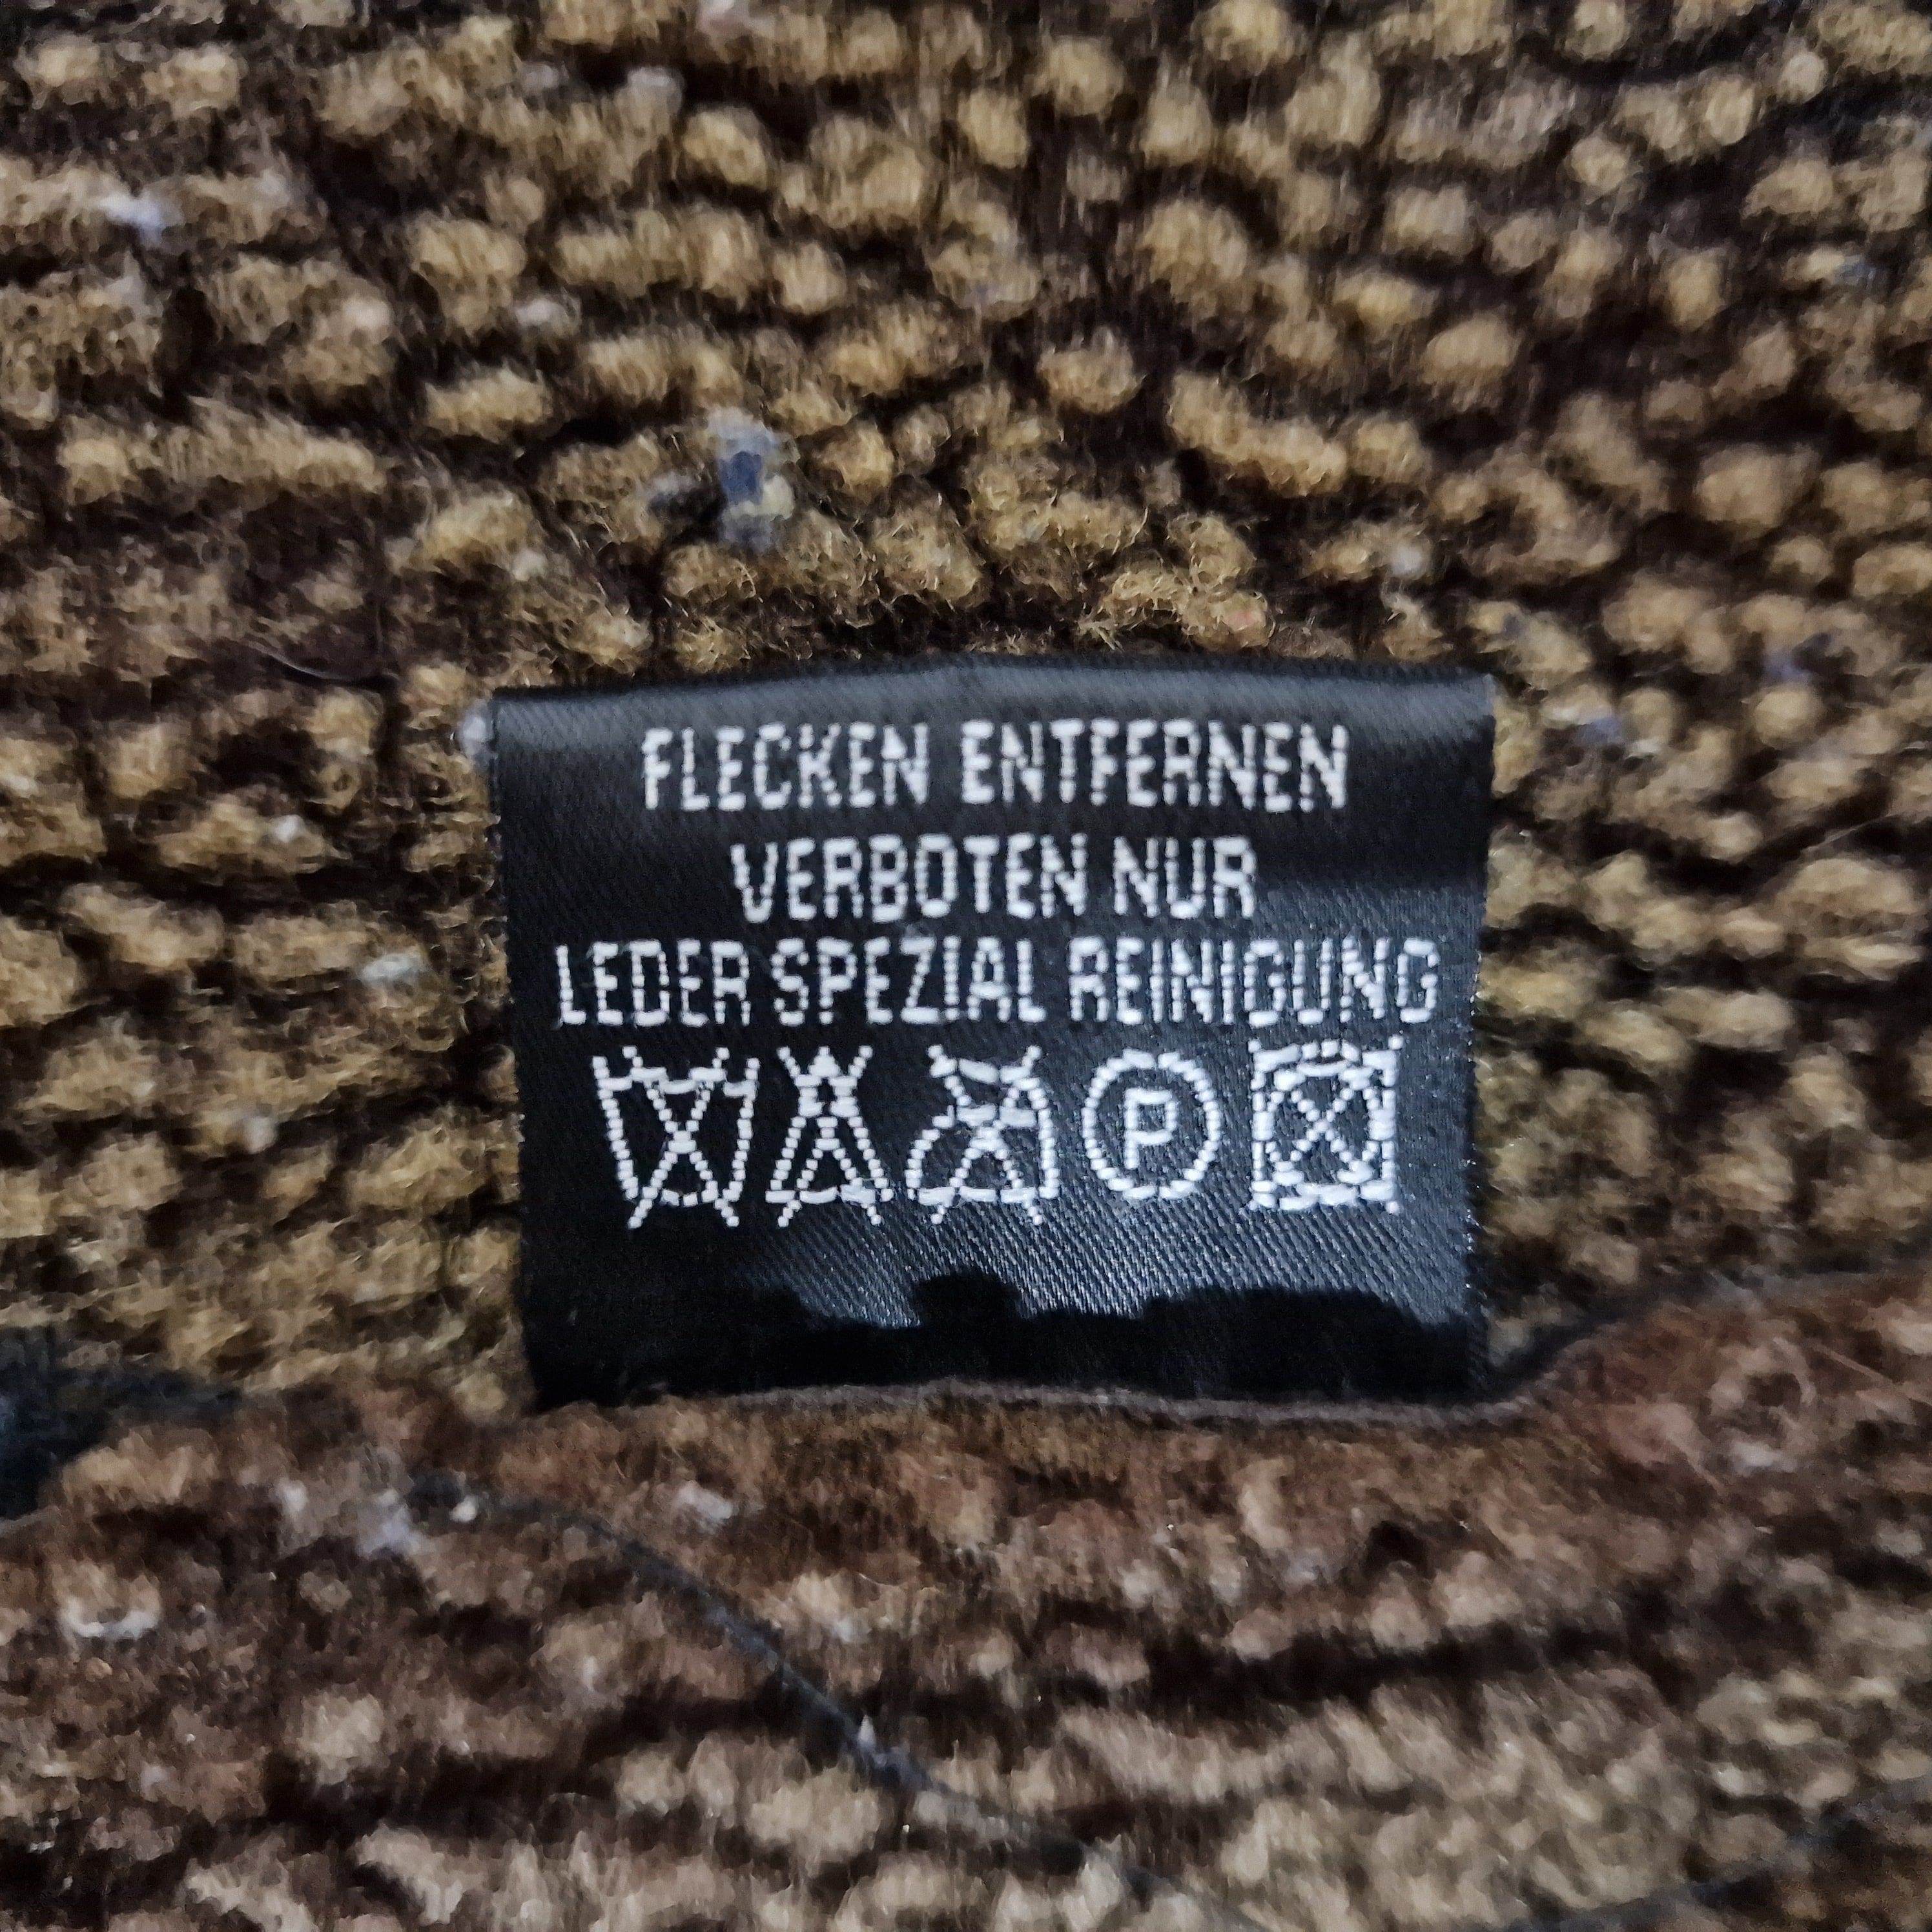 FLECKEN ENTFERNEN
VERBOTEN NUR
LEDER SPEZIAL REINIGUNG
P